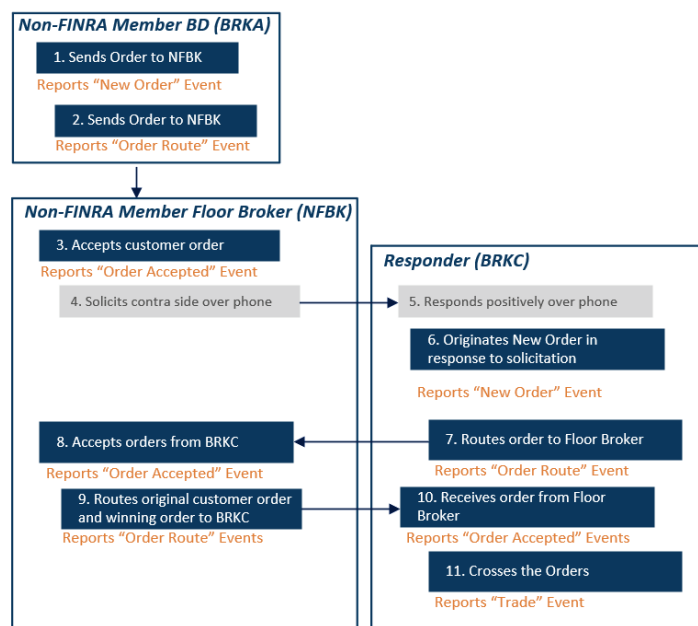 Non-FINRA Member BD (BRKA)
1. Sends Order to NFBK
Reports “New Order” Event
2. Sends Order to NFBK
Reports “Order Route” Event
Non-FINRA Member Floor Broker (NFBK)
3. Accepts customer order
Reports “Order Accepted” Event
4. Solicits contra side over phone
Responder (BRKC)
5. Responds positively over phone
6. Originates New Order in
response to solicitation
Reports “New Order” Event
7. Routes order to Floor Broker
Reports “Order Route” Event
8. Accepts orders from BRKC
Reports “Order Accepted” Event
9. Routes original customer order
and winning order to BRKC
Reports “Order Route” Events
10. Receives order from Floor
Broker
Reports “Order Accepted” Events
11. Crosses the Orders
Reports “Trade” Event